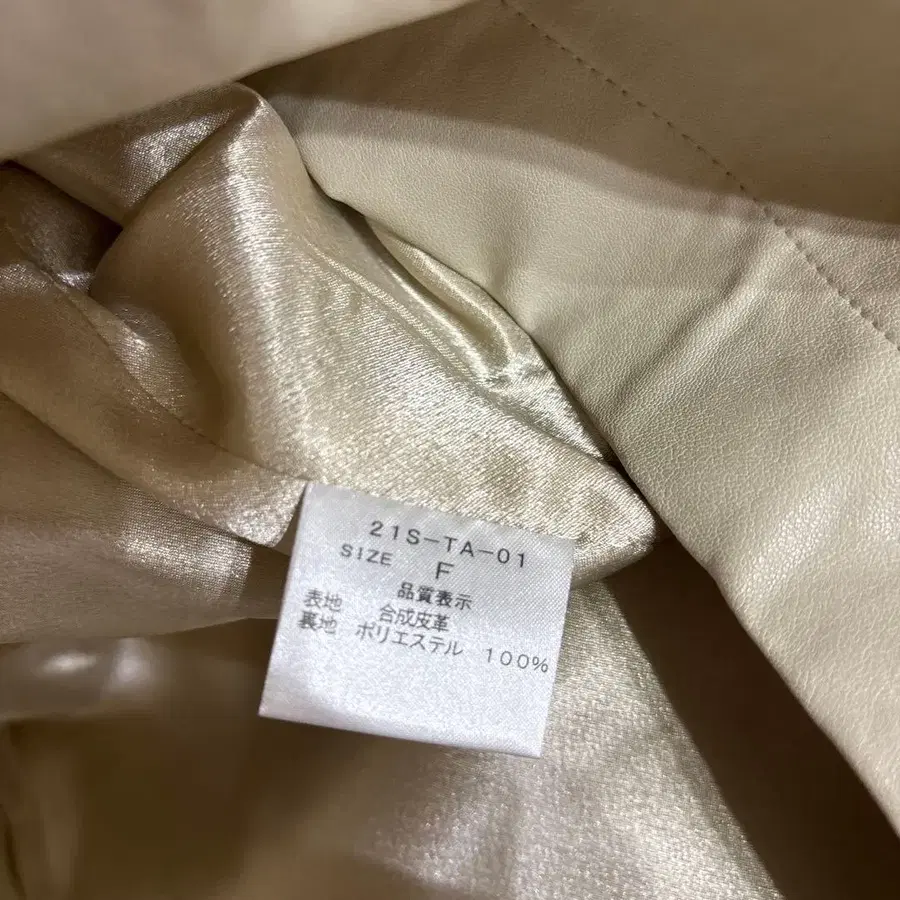 21S-TA-01
SIZE F
品質表示
表地 合成皮革
裏地 ポリエステル 100%